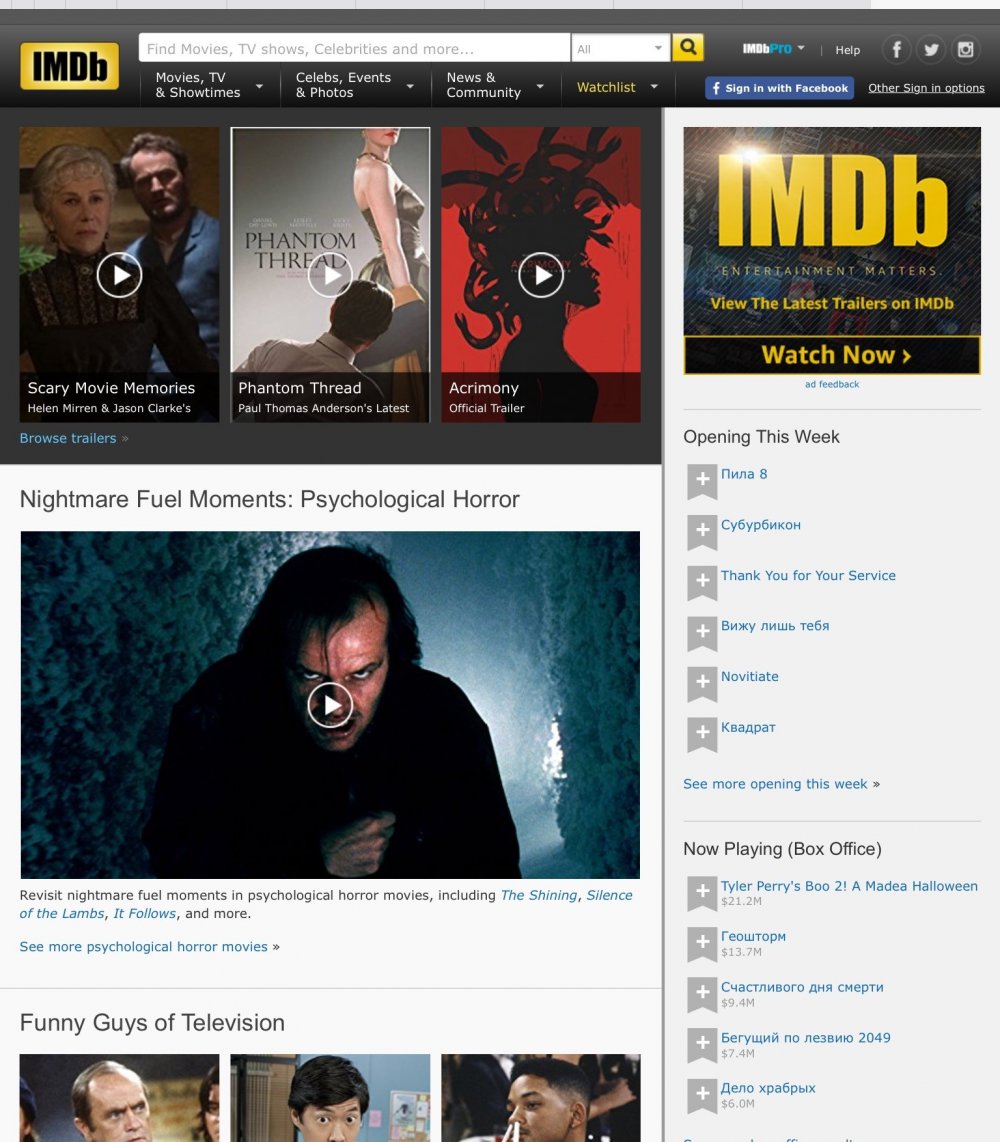 IMDb
Find Movies, TV shows, Celebrities and more...
All
IMDbPro
Help
Movies, TV
& Showtimes
Celebs, Events
& Photos
News &
Community
Watchlist
f Sign in with Facebook
Other Sign in options
PHANTOM
THREAD
ACRIMONY
Scary Movie Memories
Helen Mirren & Jason Clarke's
Phantom Thread
Paul Thomas Anderson's Latest
Acrimony
Official Trailer
Browse trailers »
IMDb
ENTERTAINMENT MATTERS.
View The Latest Trailers on IMDb
Watch Now ›
ad feedback
Nightmare Fuel Moments: Psychological Horror
Revisit nightmare fuel moments in psychological horror movies, including The Shining, Silence
of the Lambs, It Follows, and more.
See more psychological horror movies »
Funny Guys of Television
Opening This Week
Пила 8
Субурбикон
Thank You for Your Service
Вижу лишь тебя
Novitiate
Квадрат
See more opening this week »
Now Playing (Box Office)
Tyler Perry's Boo 2! A Madea Halloween
$21.2M
Геошторм
$13.7M
Счастливого дня смерти
$9.4M
Бегущий по лезвию 2049
$7.4M
Дело храбрых
$6.0M